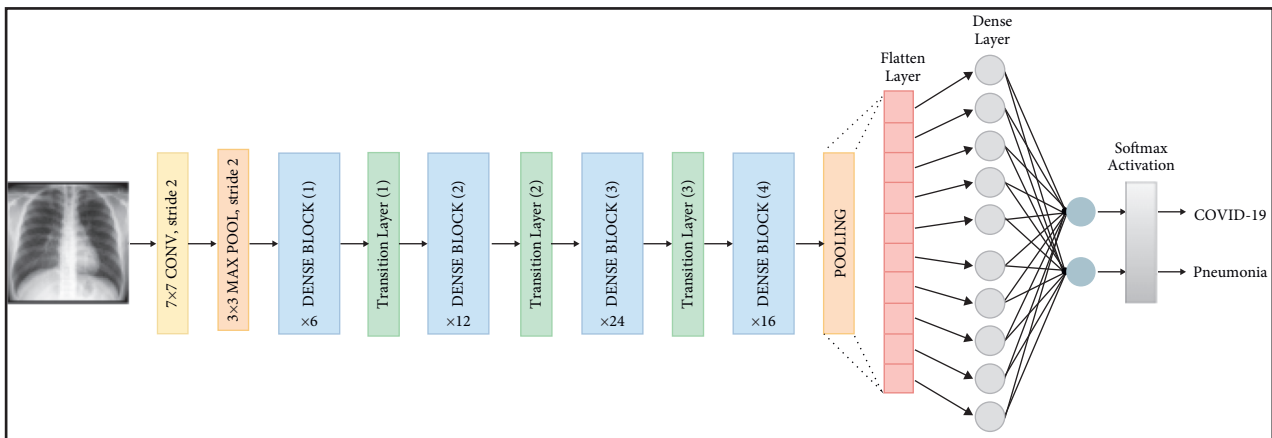 7×7 CONV, stride 2
3×3 MAX POOL, stride 2
DENSE BLOCK (1)
×6
Transition Layer (1)
DENSE BLOCK (2)
×12
Transition Layer (2)
DENSE BLOCK (3)
×24
Transition Layer (3)
DENSE BLOCK (4)
×16
POOLING
Flatten
Layer
Dense
Layer
Softmax
Activation
COVID-19
Pneumonia